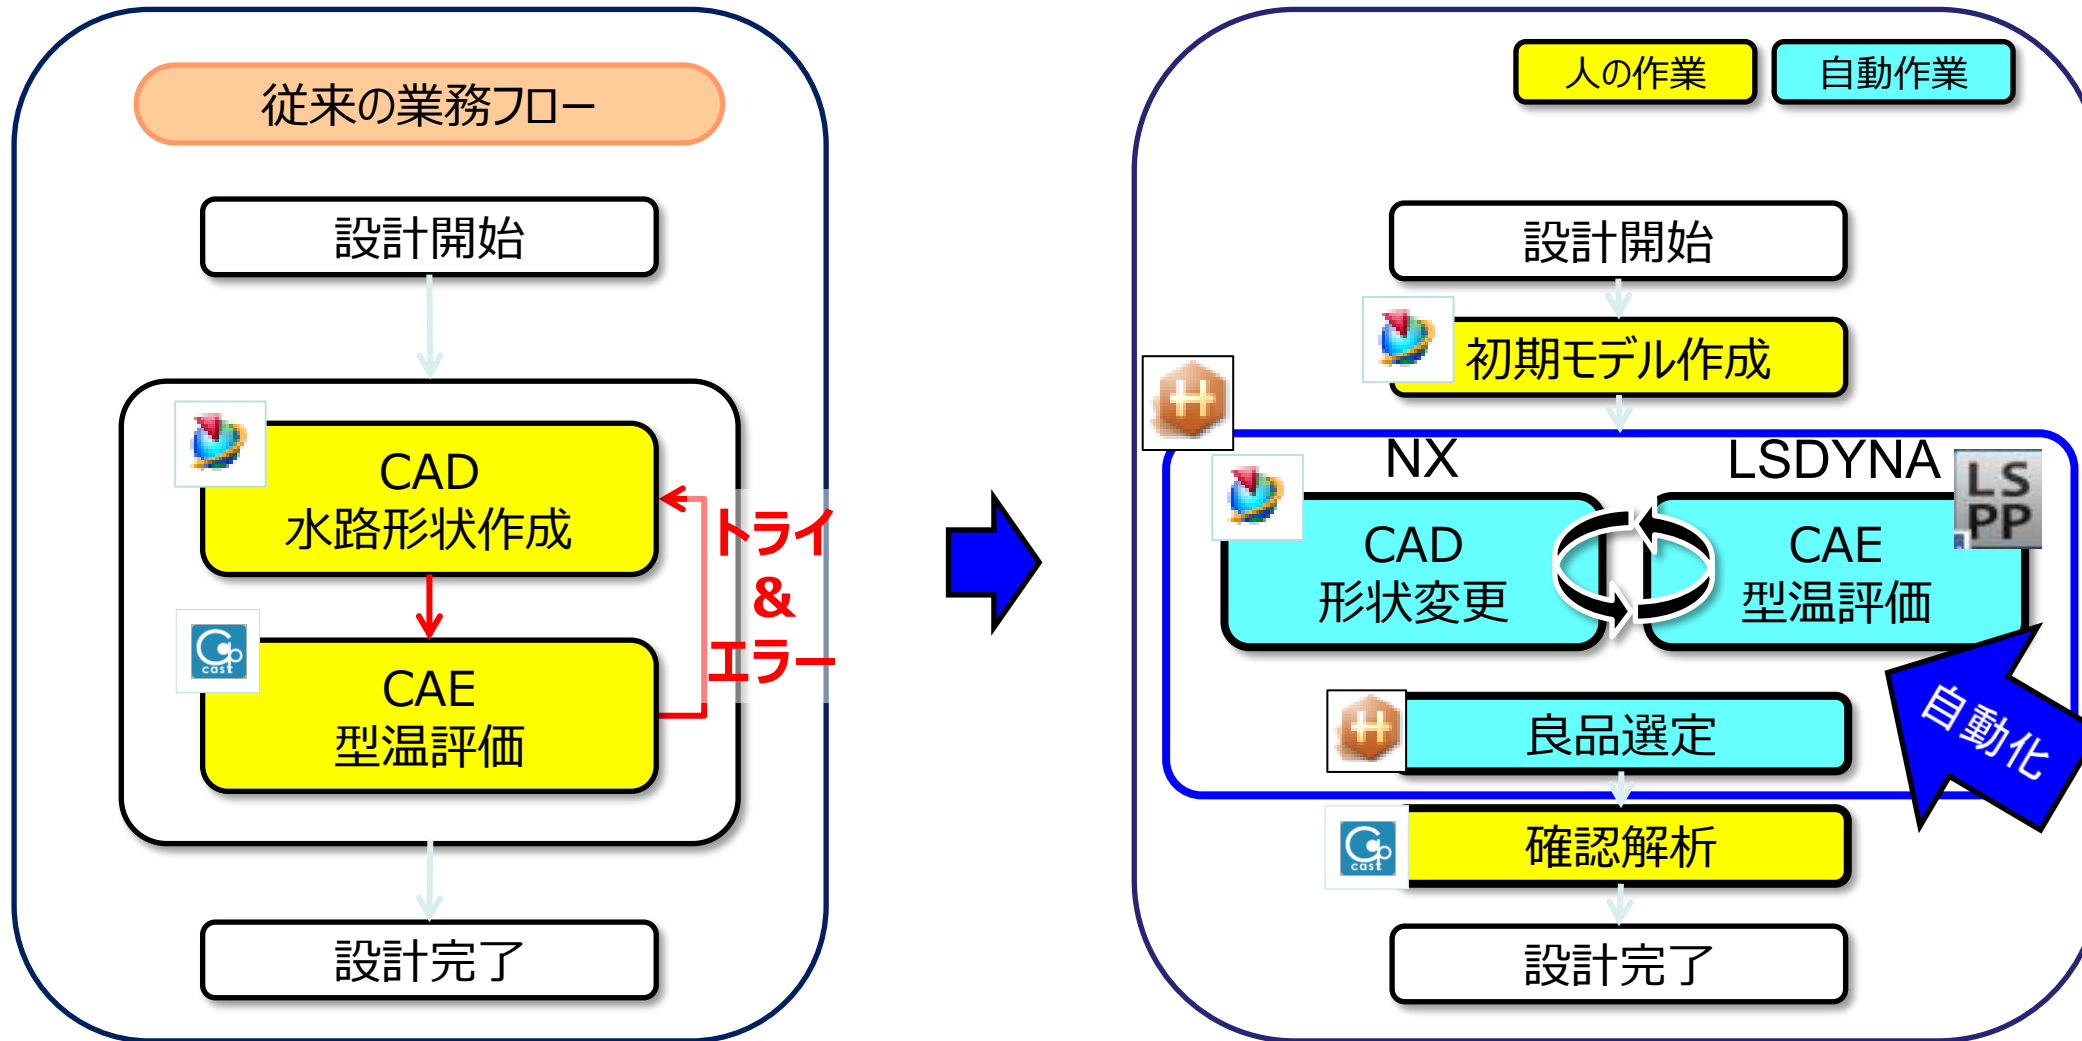 従来の業務フロー
設計開始
CAD
水路形状作成
トライ
&
エラー
cast
CAE
型温評価
設計完了
人の作業
自動作業
設計開始
初期モデル作成
NX
LSDYNA
LS
PP
CAD
形状変更
CAE
型温評価
自動化
良品選定
cast
確認解析
設計完了